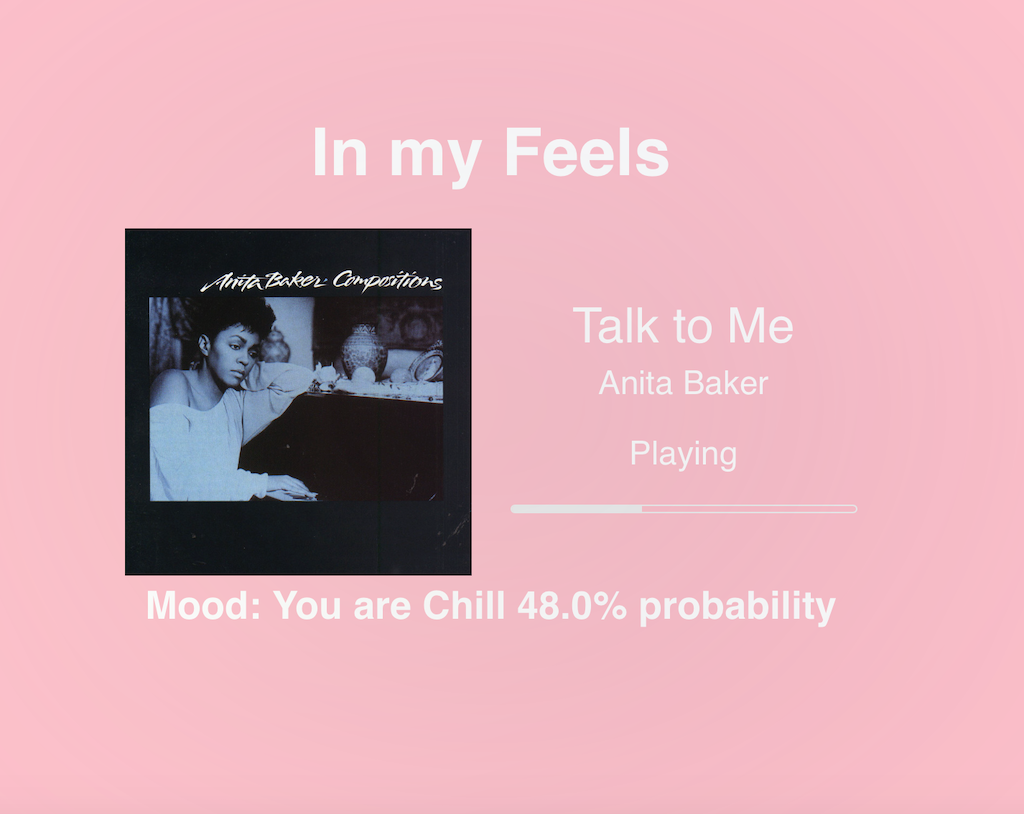 In my Feels
Anita Baker Compositions
Talk to Me
Anita Baker
Playing
Mood: You are Chill 48.0% probability